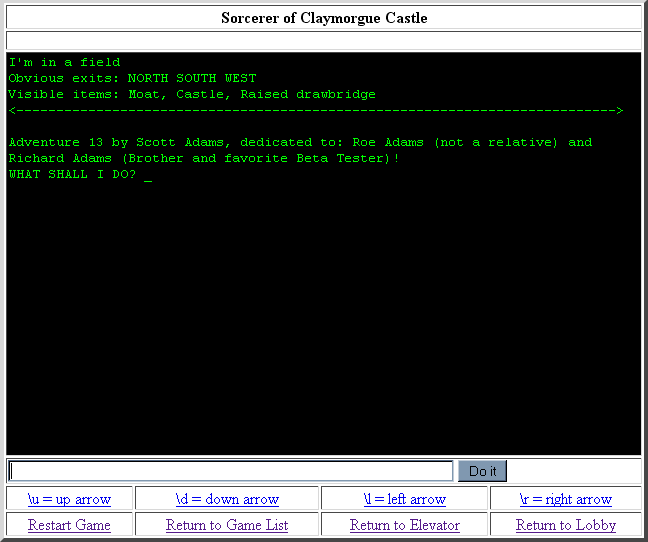 Sorcerer of Claymorgue Castle
I'm in a field
Obvious exits: NORTH SOUTH WEST
Visible items: Moat, Castle, Raised drawbridge
<--------------------------------------------------------------------------->
Adventure 13 by Scott Adams, dedicated to: Roe Adams (not a relative) and
Richard Adams (Brother and favorite Beta Tester)!
WHAT SHALL I DO? _
Do it
\u = up arrow \d = down arrow \l = left arrow \r = right arrow
Restart Game Return to Game List Return to Elevator Return to Lobby